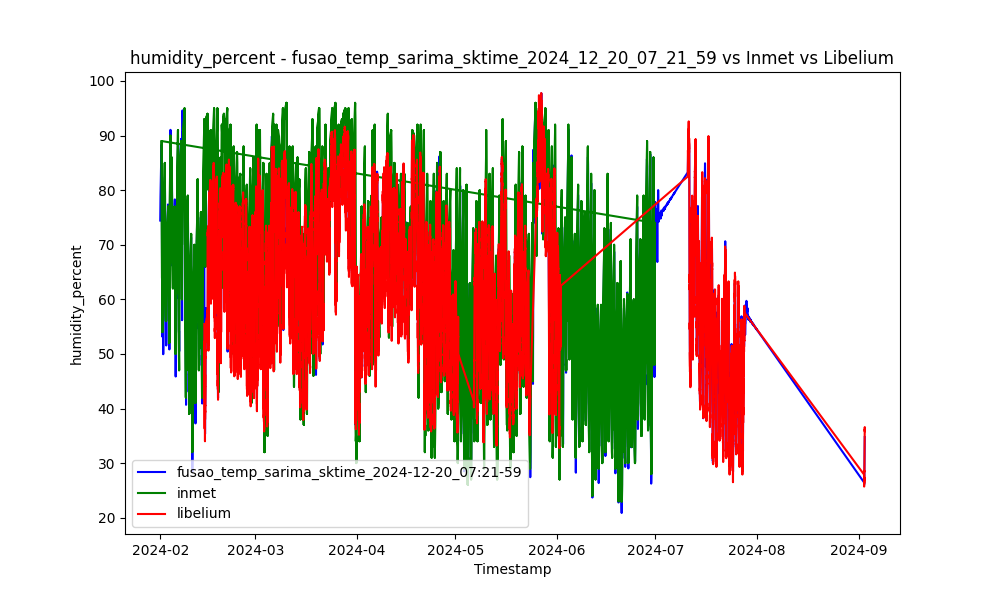 humidity_percent - fusao_temp_sarima_sktime_2024_12_20_07_21_59 vs Inmet vs Libelium
100
90
80
70
60
50
40
30
20
humidity_percent
fusao_temp_sarima_sktime_2024-12-20_07:21-59
inmet
libelium
2024-02 2024-03 2024-04 2024-05 2024-06 2024-07 2024-08 2024-09
Timestamp